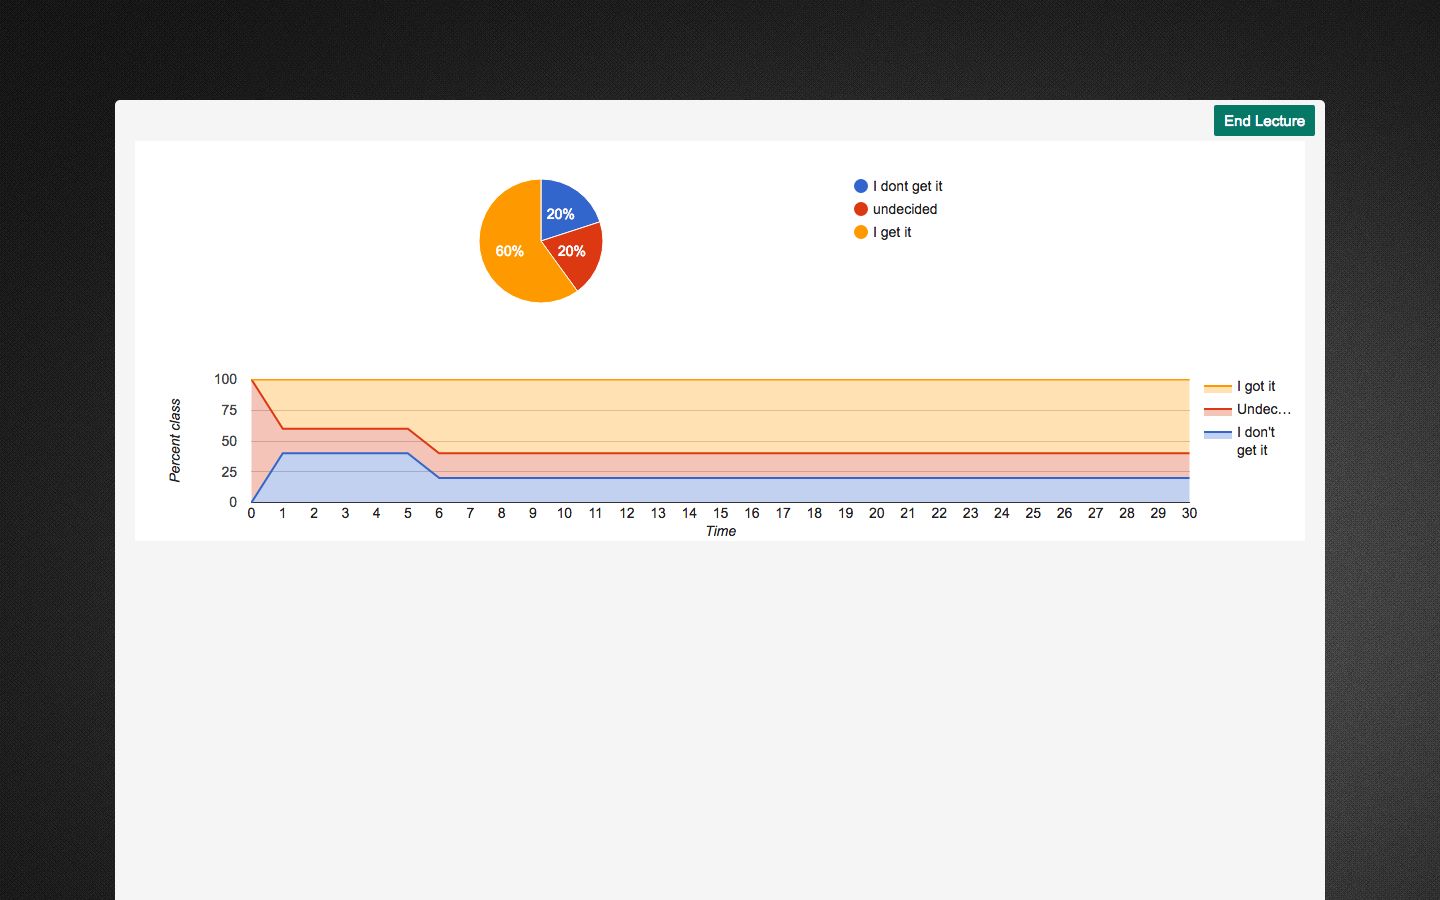 End Lecture
20%
60%
20%
I dont get it
undecided
I get it
Percent class
100
75
50
25
0
0 1 2 3 4 5 6 7 8 9 10 11 12 13 14 15 16 17 18 19 20 21 22 23 24 25 26 27 28 29 30
Time
I got it
Undec...
I don't
get it